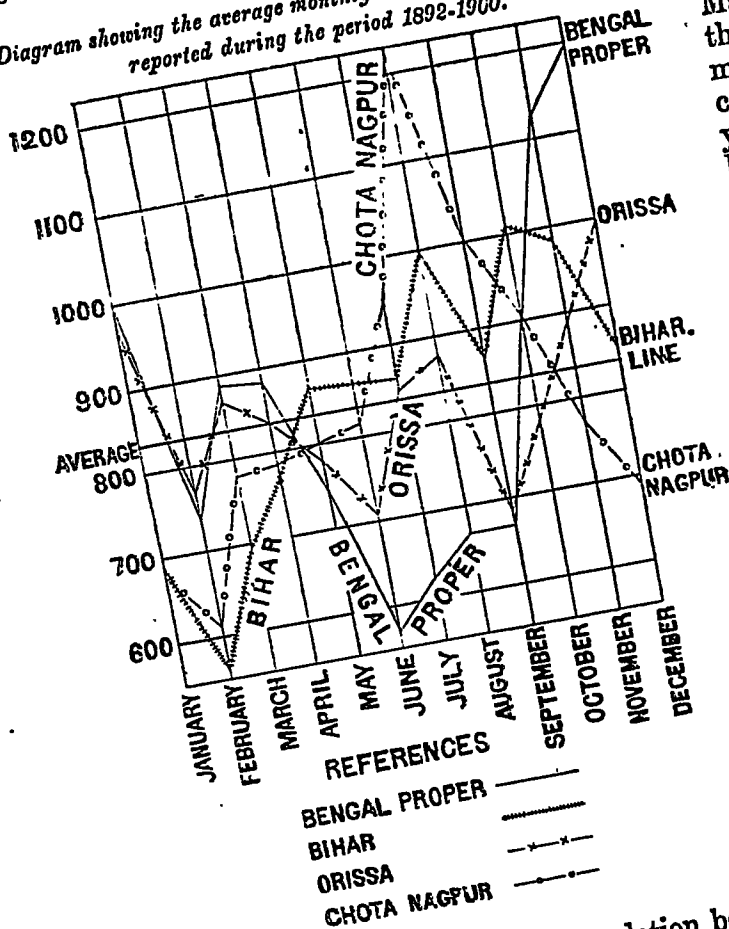 Diagram showing the average
reported during the period 1892-1900.
BENGAL
PROPER
CHOTA NAGPUR
1200
1100
1000
900
AVERAGE
800
700
600
ORISSA
BIHAR.
LINE
CHOTA
NAGPUR
ORISSA
BIHAR
BENGAL PROPER
JANUARY
FEBRUARY
MARCH
APRIL
MAY
JUNE
JULY
AUGUST
SEPTEMBER
OCTOBER
NOVEMBER
DECEMBER
REFERENCES
BENGAL PROPER
BIHAR
ORISSA
CHOTA NAGPUR